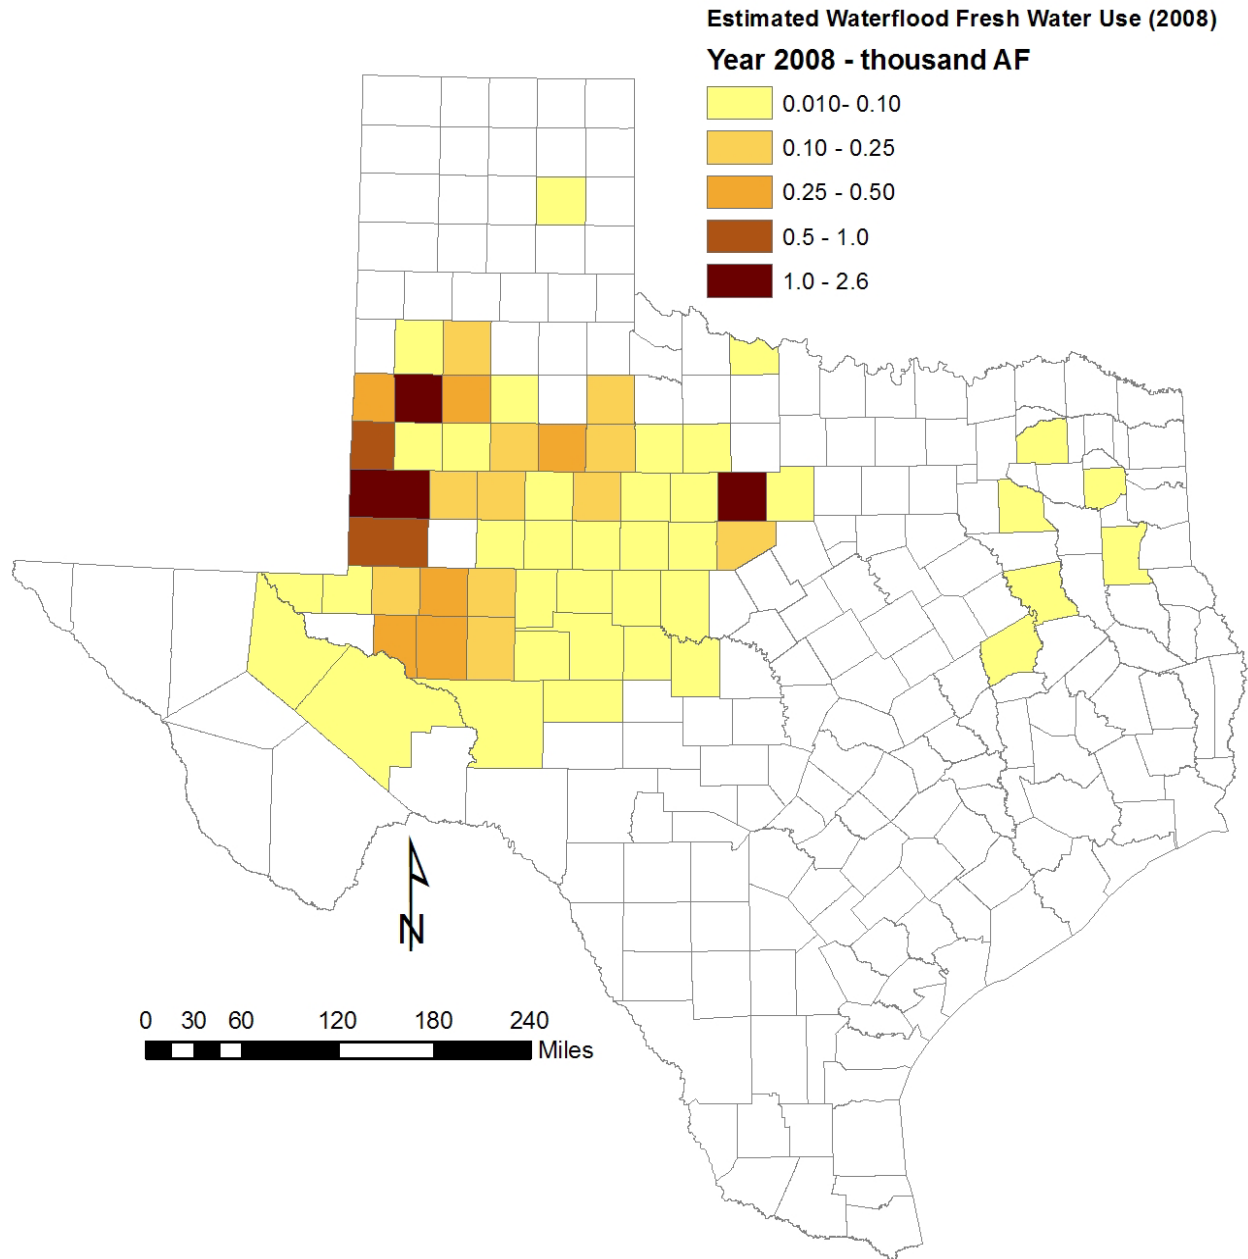 Estimated Waterflood Fresh Water Use (2008)
Year 2008 - thousand AF
0.010- 0.10
0.10 - 0.25
0.25 - 0.50
0.5 - 1.0
1.0 - 2.6
N
0 30 60 120 180 240
Miles